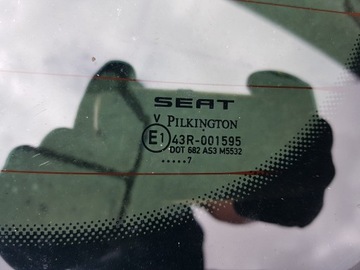 SEAT
V PILKINGTON
E1 43R-001595
DOT 682 AS3 M5532
.....7